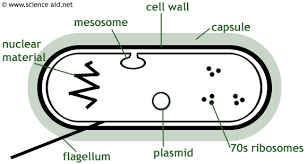 © www.science aid.net
cell wall
mesosome
capsule
nuclear
material
flagellum
plasmid
70s ribosomes